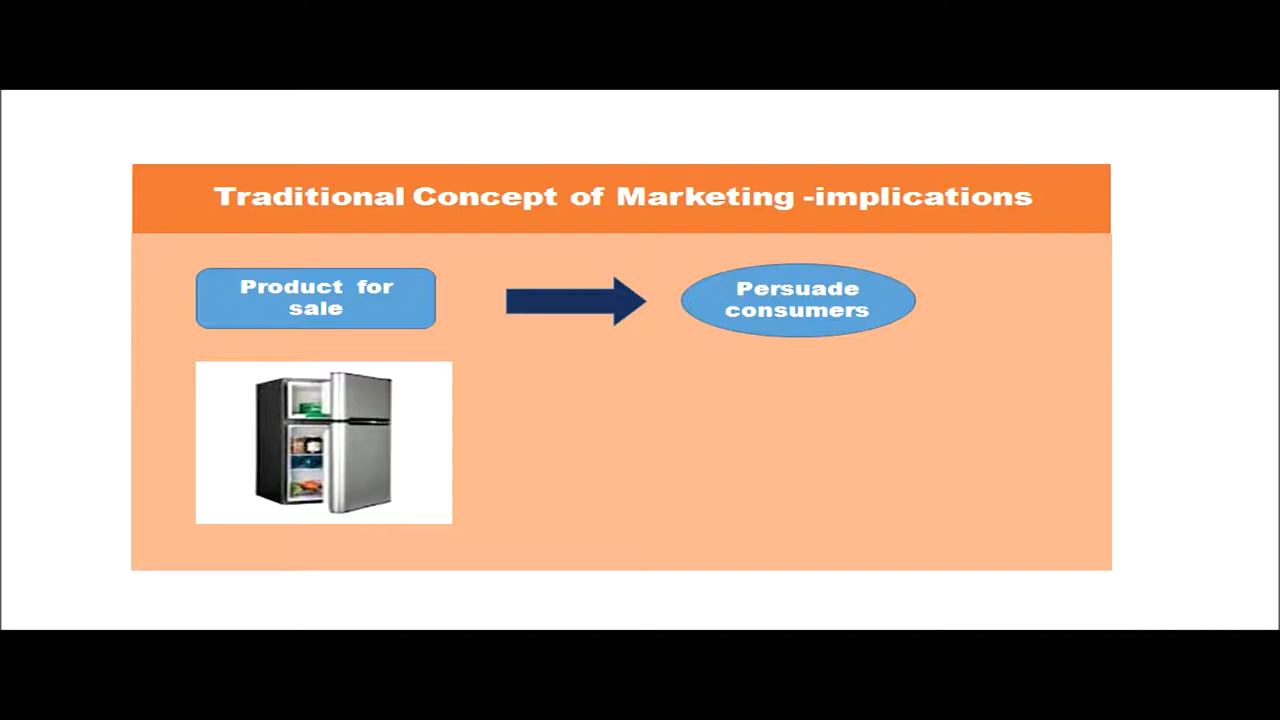 Traditional Concept of Marketing -implications
Product for
sale
Persuade
consumers